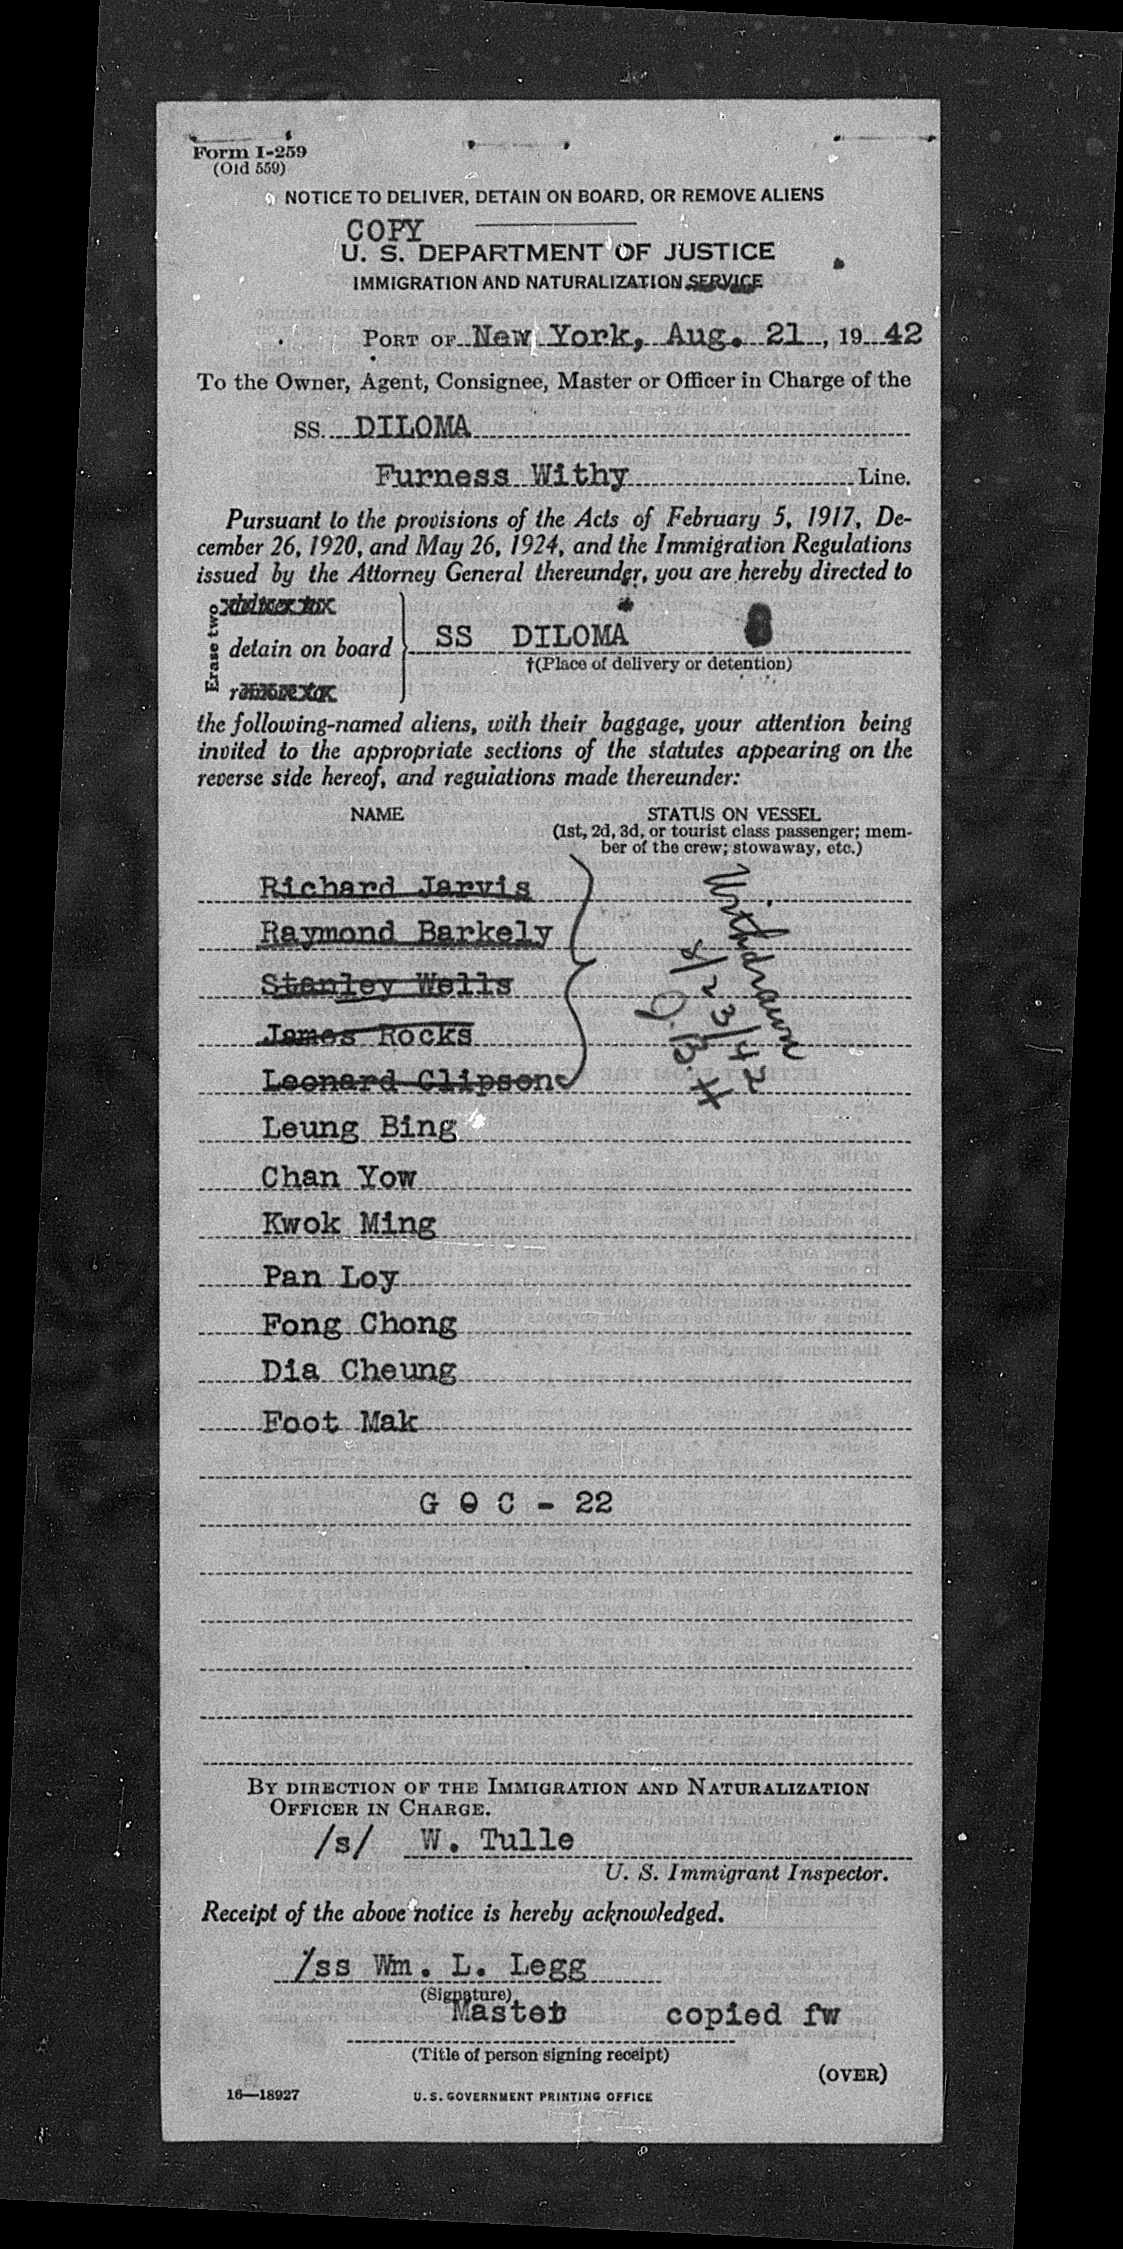 Form I-259
(Old 559)
NOTICE TO DELIVER, DETAIN ON BOARD, OR REMOVE ALIENS
COPY
U. S. DEPARTMENT OF JUSTICE
IMMIGRATION AND NATURALIZATION SERVICE
PORT OF New York, Aug. 21, 19 42
To the Owner, Agent, Consignee, Master or Officer in Charge of the
SS. DILOMA
Furness Withy Line.
Pursuant to the provisions of the Acts of February 5, 1917, De-
cember 26, 1920, and May 26, 1924, and the Immigration Regulations
issued by the Attorney General thereunder, you are hereby directed to
Erase two
detain on board SS DILOMA
†(Place of delivery or detention)
the following-named aliens, with their baggage, your attention being
invited to the appropriate sections of the statutes appearing on the
reverse side hereof, and regulations made thereunder:
NAME STATUS ON VESSEL
(1st, 2d, 3d, or tourist class passenger; mem-
ber of the crew; stowaway, etc.)
Richard Jarvis
Raymond Barkely
Stanley Wells
James Rocks
Leonard Clipson
Withdrawn
8/23/42
J.B.H
Leung Bing
Chan Yow
Kwok Ming
Pan Loy
Fong Chong
Dia Cheung
Foot Mak
G O C - 22
BY DIRECTION OF THE IMMIGRATION AND NATURALIZATION
OFFICER IN CHARGE.
/s/ W. Tulle
U. S. Immigrant Inspector.
Receipt of the above notice is hereby acknowledged.
/ss Wm. L. Legg
(Signature)
Master copied fw
(Title of person signing receipt)
(OVER)
16—18927 U. S. GOVERNMENT PRINTING OFFICE